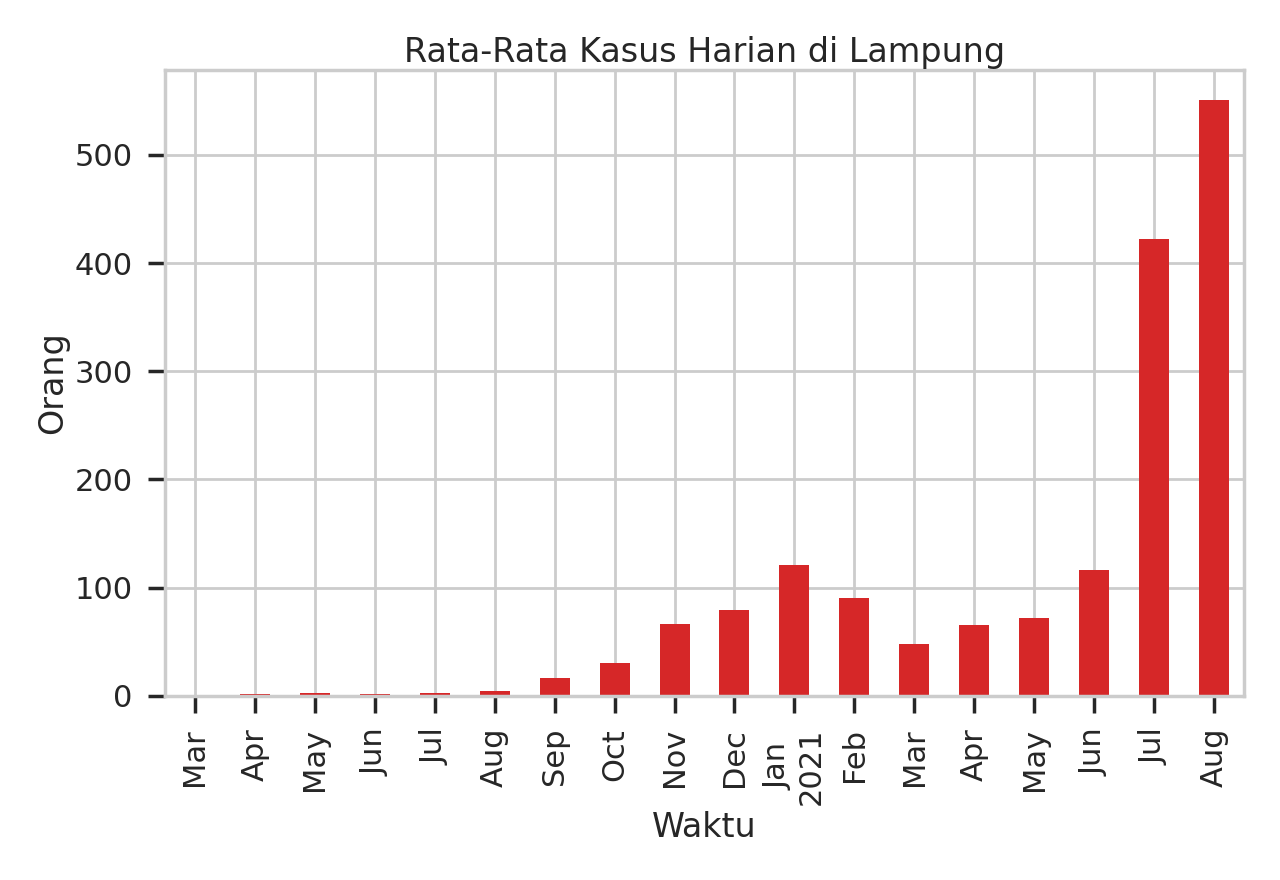 Rata-Rata Kasus Harian di Lampung
Orang
500
400
300
200
100
0
Mar
Apr
May
Jun
Jul
Aug
Sep
Oct
Nov
Dec
Jan
2021
Feb
Mar
Apr
May
Jun
Jul
Aug
Waktu